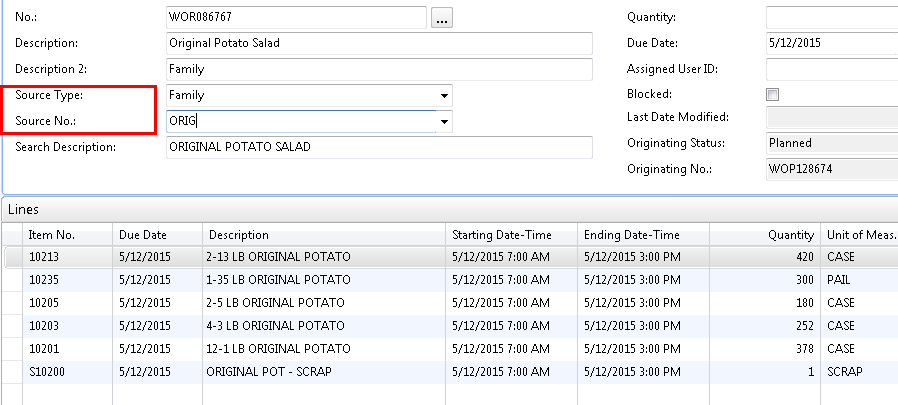 No.: WOR086767 ... Quantity:
Description: Original Potato Salad Due Date: 5/12/2015
Description 2: Family Assigned User ID:
Source Type: Family Blocked:
Source No.: ORIG Last Date Modified:
Search Description: ORIGINAL POTATO SALAD Originating Status: Planned
Originating No.: WOP128674
Lines
Item No. Due Date Description Starting Date-Time Ending Date-Time Quantity Unit of Meas.
10213 5/12/2015 2-13 LB ORIGINAL POTATO 5/12/2015 7:00 AM 5/12/2015 3:00 PM 420 CASE
10235 5/12/2015 1-35 LB ORIGINAL POTATO 5/12/2015 7:00 AM 5/12/2015 3:00 PM 300 PAIL
10205 5/12/2015 2-5 LB ORIGINAL POTATO 5/12/2015 7:00 AM 5/12/2015 3:00 PM 180 CASE
10203 5/12/2015 4-3 LB ORIGINAL POTATO 5/12/2015 7:00 AM 5/12/2015 3:00 PM 252 CASE
10201 5/12/2015 12-1 LB ORIGINAL POTATO 5/12/2015 7:00 AM 5/12/2015 3:00 PM 378 CASE
S10200 5/12/2015 ORIGINAL POT - SCRAP 5/12/2015 7:00 AM 5/12/2015 3:00 PM 1 SCRAP